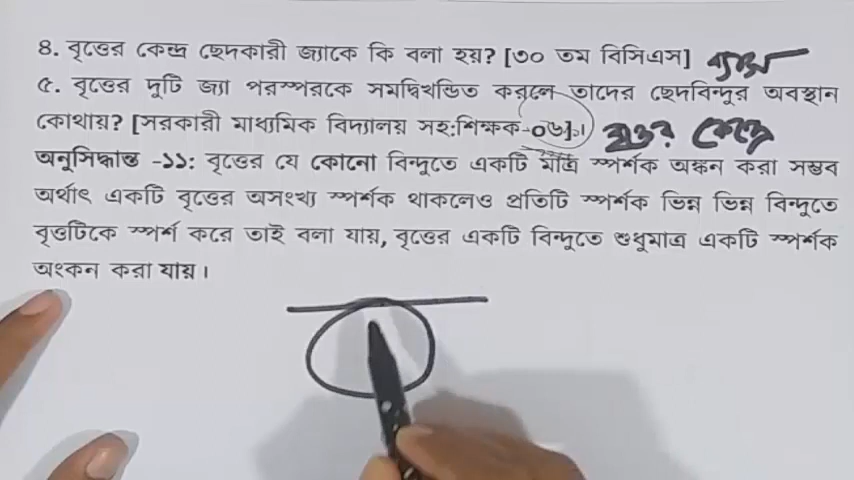 ৪. বৃত্তের কেন্দ্র ছেদকারী জ্যাকে কি বলা হয়? [৩০ তম বিসিএস] ব্যাস
৫. বৃত্তের দুটি জ্যা পরস্পরকে সমদ্বিখন্ডিত করলে তাদের ছেদবিন্দুর অবস্থান
কোথায়? [সরকারী মাধ্যমিক বিদ্যালয় সহ:শিক্ষক-০৬]। বৃত্তের কেন্দ্রে
অনুসিদ্ধান্ত -১১: বৃত্তের যে কোনো বিন্দুতে একটি মাত্র স্পর্শক অঙ্কন করা সম্ভব
অর্থাৎ একটি বৃত্তের অসংখ্য স্পর্শক থাকলেও প্রতিটি স্পর্শক ভিন্ন ভিন্ন বিন্দুতে
বৃত্তটিকে স্পর্শ করে তাই বলা যায়, বৃত্তের একটি বিন্দুতে শুধুমাত্র একটি স্পর্শক
অংকন করা যায়।